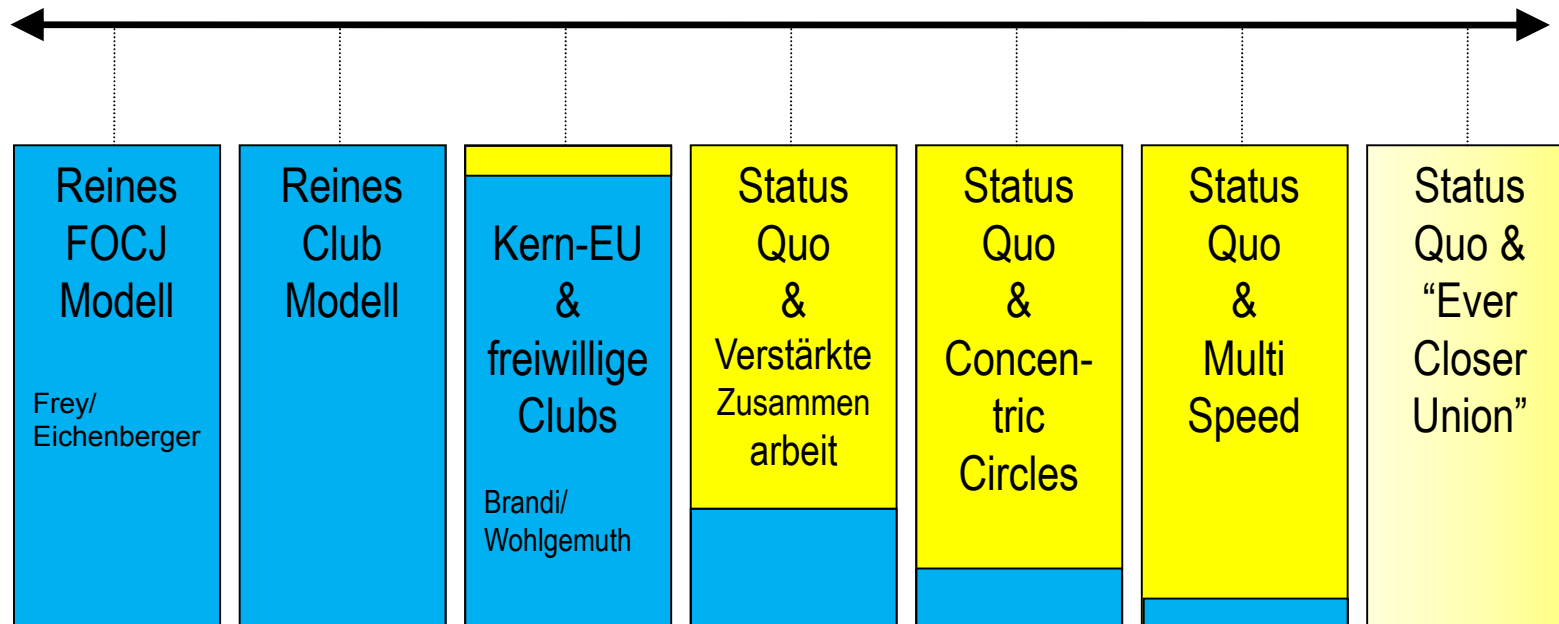 Reines
FOCJ
Modell
Frey/
Eichenberger
Reines
Club
Modell
Kern-EU
&
freiwillige
Clubs
Brandi/
Wohlgemuth
Status
Quo
&
Verstärkte
Zusammen
arbeit
Status
Quo
&
Concen-
tric
Circles
Status
Quo
&
Multi
Speed
Status
Quo &
“Ever
Closer
Union”